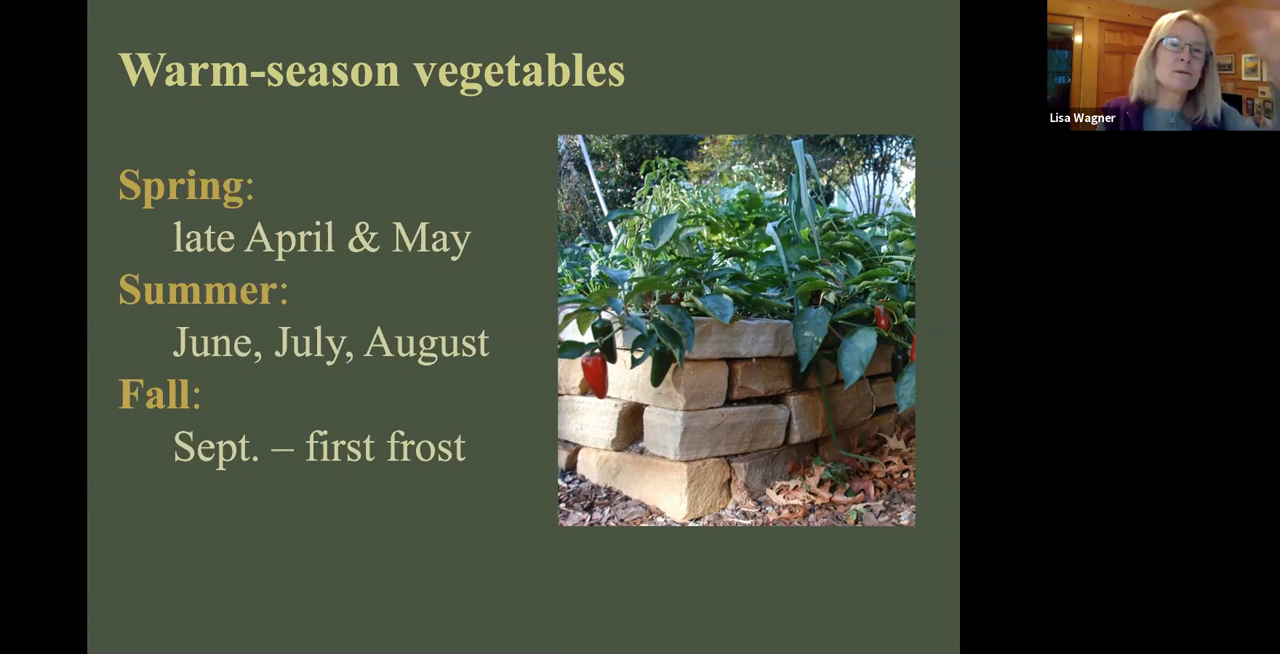 Warm-season vegetables
Spring:
late April & May
Summer:
June, July, August
Fall:
Sept. – first frost
Lisa Wagner